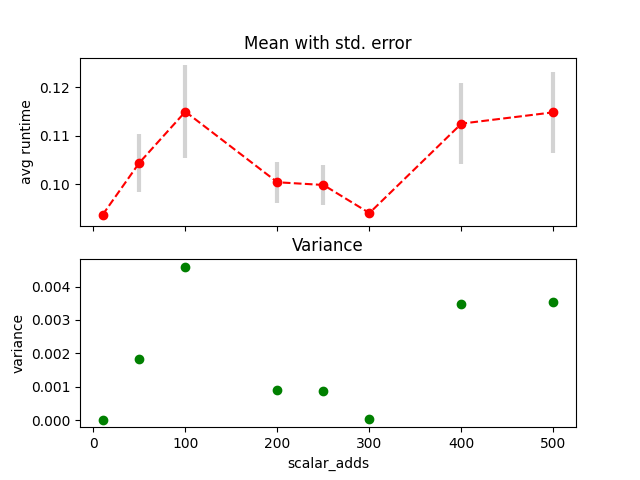 Mean with std. error
avg runtime
0.12
0.11
0.10
Variance
variance
0.004
0.003
0.002
0.001
0.000
0 100 200 300 400 500
scalar_adds